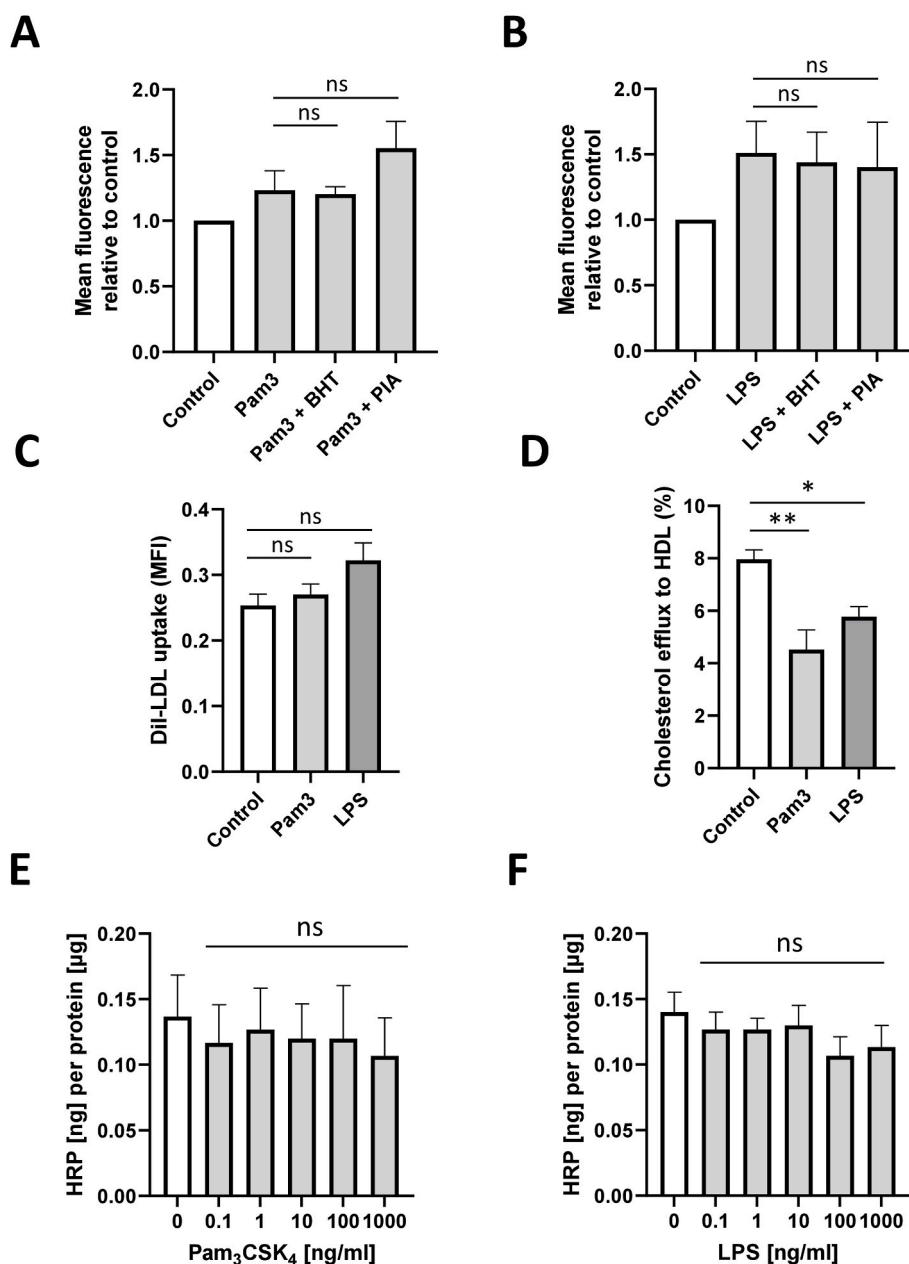 A
Mean fluorescence
relative to control
2.0
1.5
1.0
0.5
0.0
ns
ns
Control
Pam3
Pam3 + BHT
Pam3 + PIA
B
Mean fluorescence
relative to control
2.0
1.5
1.0
0.5
0.0
ns
ns
Control
LPS
LPS + BHT
LPS + PIA
C
Dil-LDL uptake (MFI)
0.4
0.3
0.2
0.1
0.0
ns
ns
Control
Pam3
LPS
D
Cholesterol efflux to HDL (%)
10
8
6
4
2
0
*
**
Control
Pam3
LPS
E
HRP [ng] per protein [µg]
0.20
0.15
0.10
0.05
0.00
ns
0 0.1 1 10 100 1000
Pam₃CSK₄ [ng/ml]
F
HRP [ng] per protein [µg]
0.20
0.15
0.10
0.05
0.00
ns
0 0.1 1 10 100 1000
LPS [ng/ml]